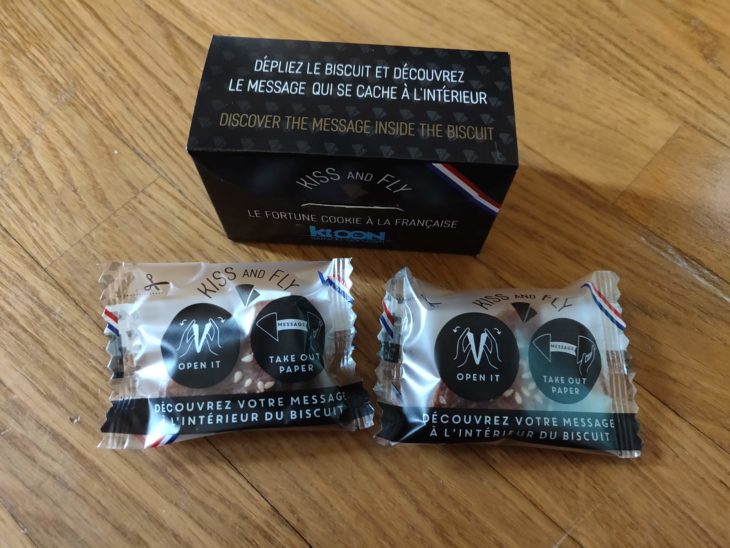 DÉPLIEZ LE BISCUIT ET DÉCOUVREZ
LE MESSAGE QUI SE CACHE À L'INTÉRIEUR
DISCOVER THE MESSAGE INSIDE THE BISCUIT
KISS AND FLY
LE FORTUNE COOKIE À LA FRANÇAISE
KLOON
KISS AND FLY
OPEN IT
MESSAGE
TAKE OUT
PAPER
DÉCOUVREZ VOTRE MESSAGE
À L'INTÉRIEUR DU BISCUIT
KISS AND FLY
OPEN IT
MESSAGE
TAKE OUT
PAPER
DÉCOUVREZ VOTRE MESSAGE
À L'INTÉRIEUR DU BISCUIT